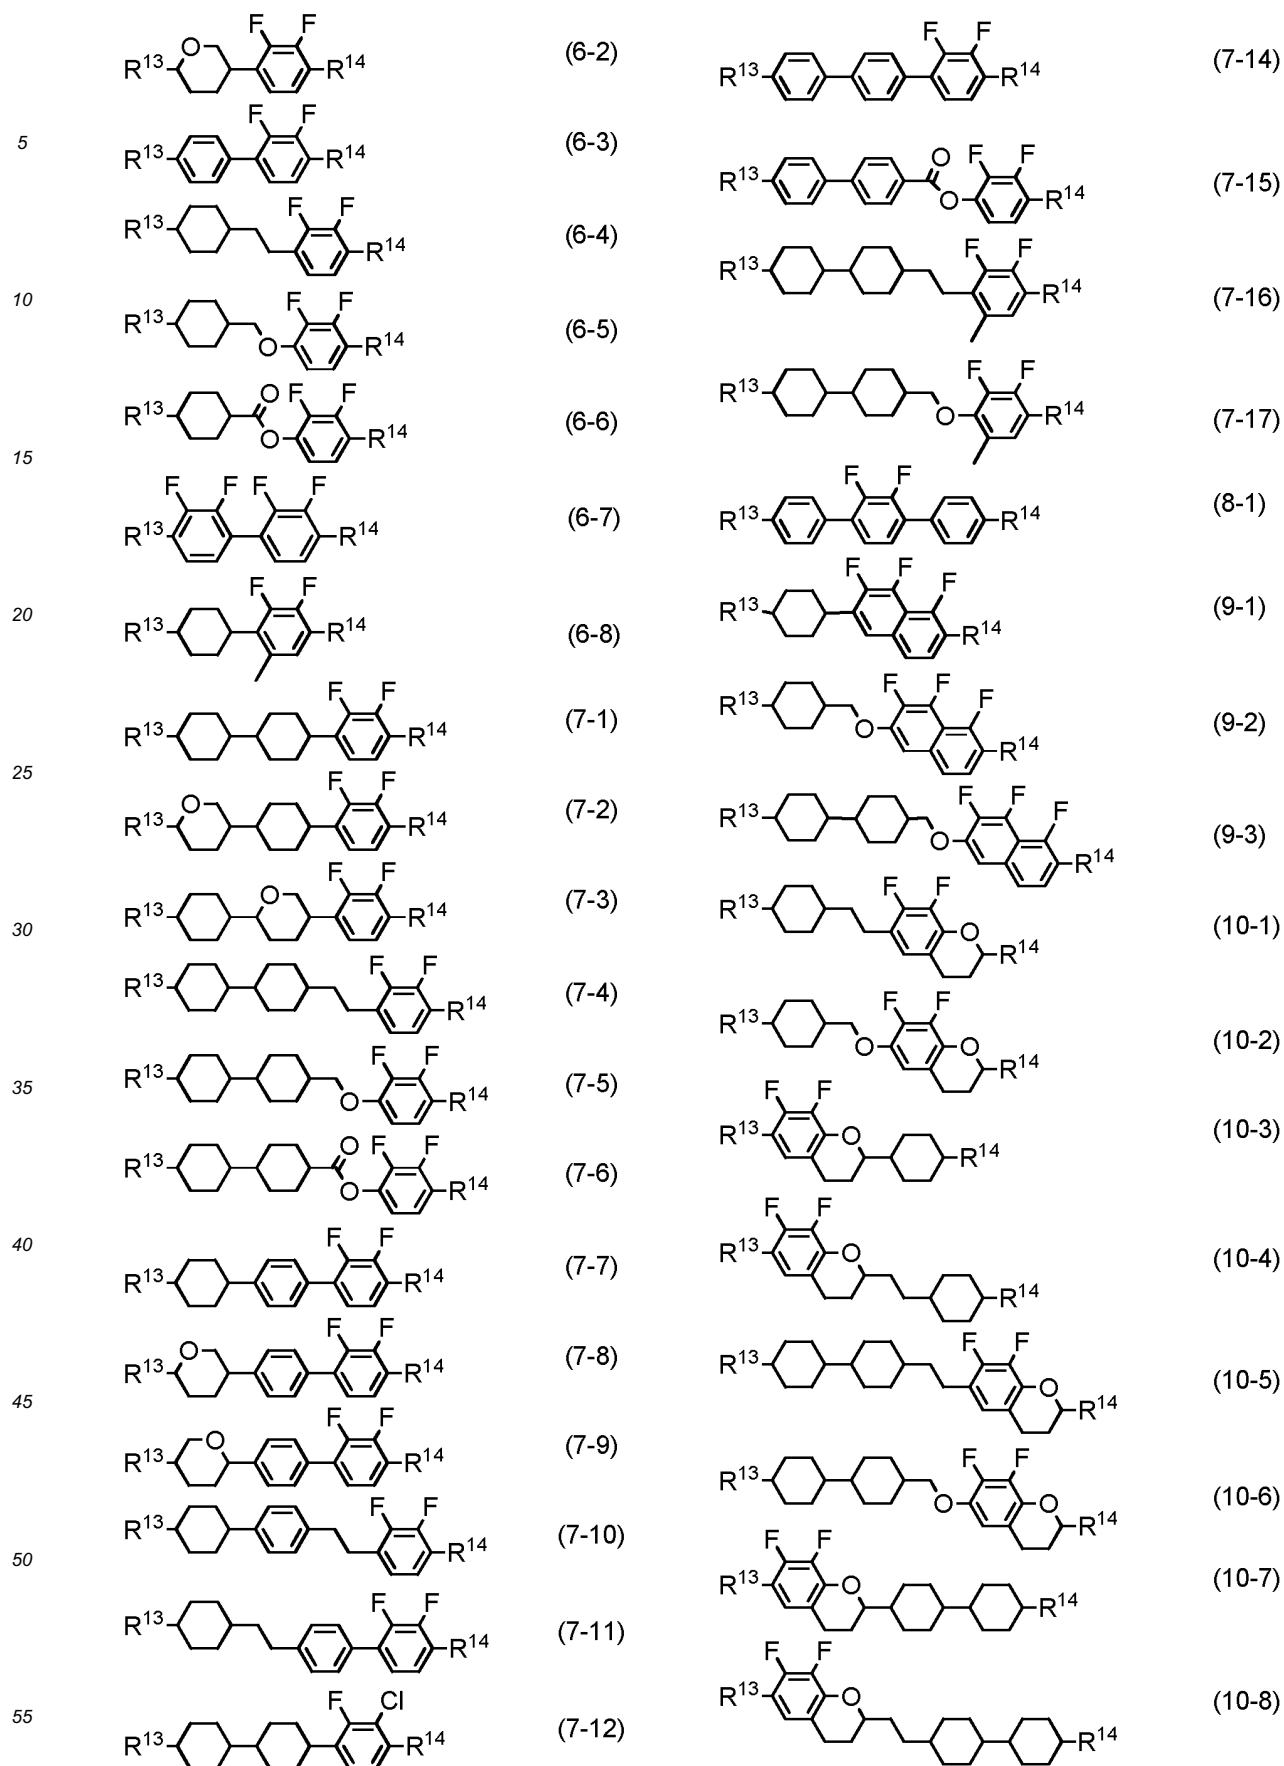 R13 O F F R14 (6-2)
5 R13 F F R14 (6-3)
R13 F F R14 (6-4)
10 R13 O F F R14 (6-5)
R13 O O F F R14 (6-6)
15
R13 F F F F R14 (6-7)
20 R13 F F R14 (6-8)
R13 F F R14 (7-1)
25
R13 O F F R14 (7-2)
R13 O F F R14 (7-3)
30
R13 F F R14 (7-4)
35 R13 O F F R14 (7-5)
R13 O O F F R14 (7-6)
40
R13 F F R14 (7-7)
R13 O F F R14 (7-8)
45
R13 O F F R14 (7-9)
R13 F F R14 (7-10)
50
R13 F F R14 (7-11)
55 R13 F Cl R14 (7-12)
R13 F F R14 (7-14)
R13 O O F F R14 (7-15)
R13 F F R14 (7-16)
R13 O F F R14 (7-17)
R13 F F R14 (8-1)
R13 F F F R14 (9-1)
R13 O F F F R14 (9-2)
R13 O F F F R14 (9-3)
R13 F F O R14 (10-1)
R13 O F F O R14 (10-2)
R13 F F O R14 (10-3)
R13 F F O R14 (10-4)
R13 F F O R14 (10-5)
R13 O F F O R14 (10-6)
R13 F F O R14 (10-7)
R13 F F O R14 (10-8)